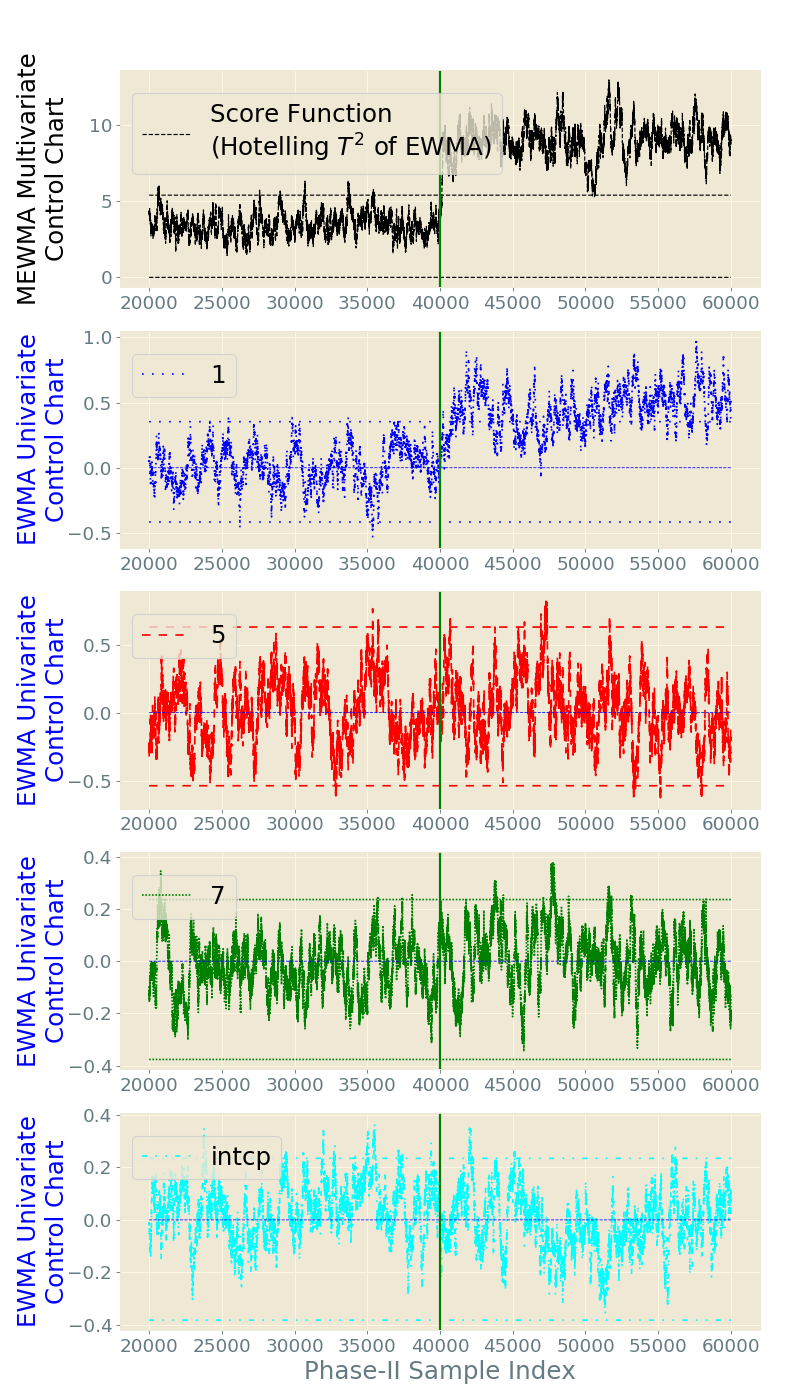 MEWMA Multivariate
Control Chart
10
5
0
Score Function
(Hotelling T² of EWMA)
20000 25000 30000 35000 40000 45000 50000 55000 60000
EWMA Univariate
Control Chart
1.0
0.5
0.0
−0.5
1
20000 25000 30000 35000 40000 45000 50000 55000 60000
EWMA Univariate
Control Chart
0.5
0.0
−0.5
5
20000 25000 30000 35000 40000 45000 50000 55000 60000
EWMA Univariate
Control Chart
0.4
0.2
0.0
−0.2
−0.4
7
20000 25000 30000 35000 40000 45000 50000 55000 60000
EWMA Univariate
Control Chart
0.4
0.2
0.0
−0.2
−0.4
intcp
20000 25000 30000 35000 40000 45000 50000 55000 60000
Phase-II Sample Index